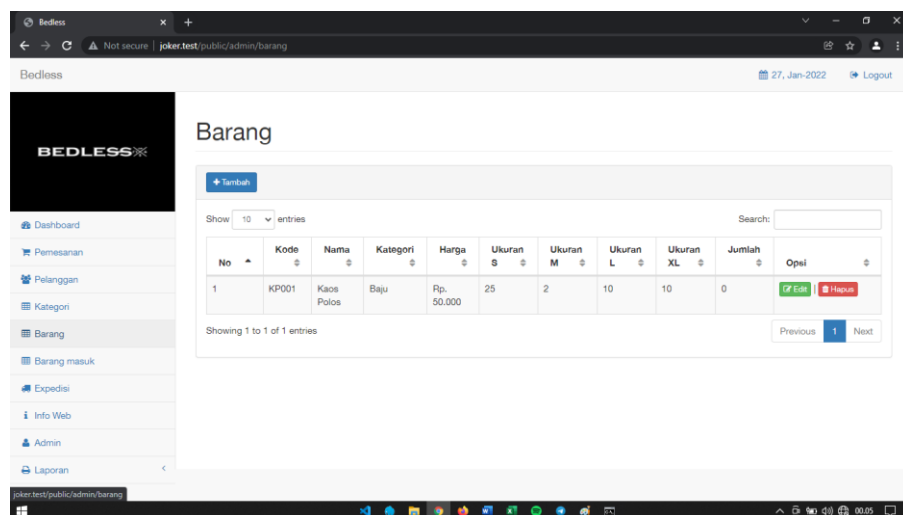 Bedless
Not secure | joker.test/public/admin/barang
Bedless
27, Jan-2022 Logout
BEDLESS
Barang
+Tambah
Dashboard
Pemesanan
Pelanggan
Kategori
Barang
Barang masuk
Expedisi
Info Web
Admin
Laporan
Show 10 entries
Search:
No Kode Nama Kategori Harga Ukuran S Ukuran M Ukuran L Ukuran XL Jumlah Opsi
1 KP001 Kaos Polos Baju Rp. 50.000 25 2 10 10 0 Edit | Hapus
Showing 1 to 1 of 1 entries
Previous 1 Next
joker.test/public/admin/barang
00.05